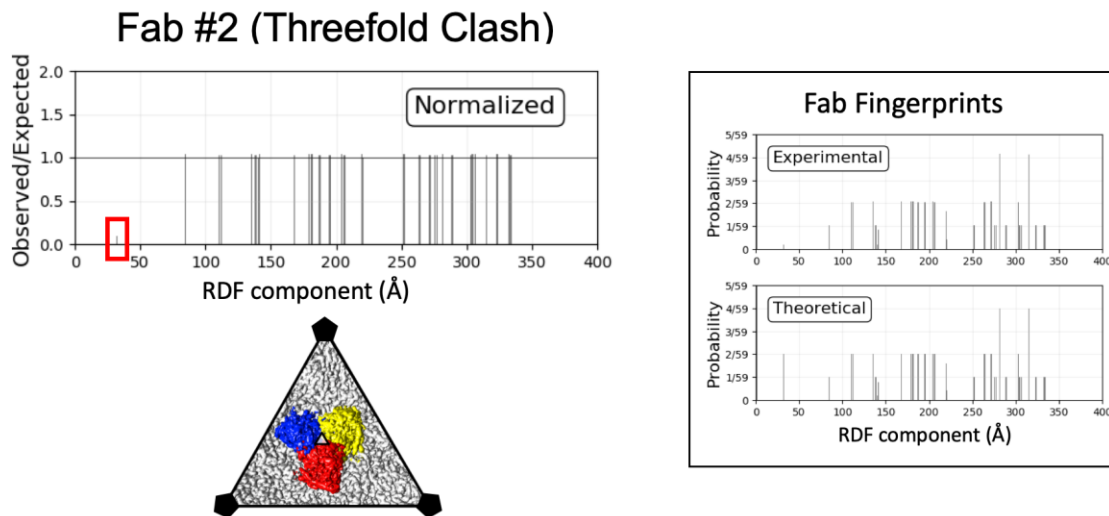 Fab #2 (Threefold Clash)
Observed/Expected
2.0
1.5
1.0
0.5
0.0
Normalized
0 50 100 150 200 250 300 350 400
RDF component (Å)
Fab Fingerprints
Probability
5/59
4/59
3/59
2/59
1/59
0
Experimental
0 50 100 150 200 250 300 350 400
Probability
5/59
4/59
3/59
2/59
1/59
0
Theoretical
0 50 100 150 200 250 300 350 400
RDF component (Å)